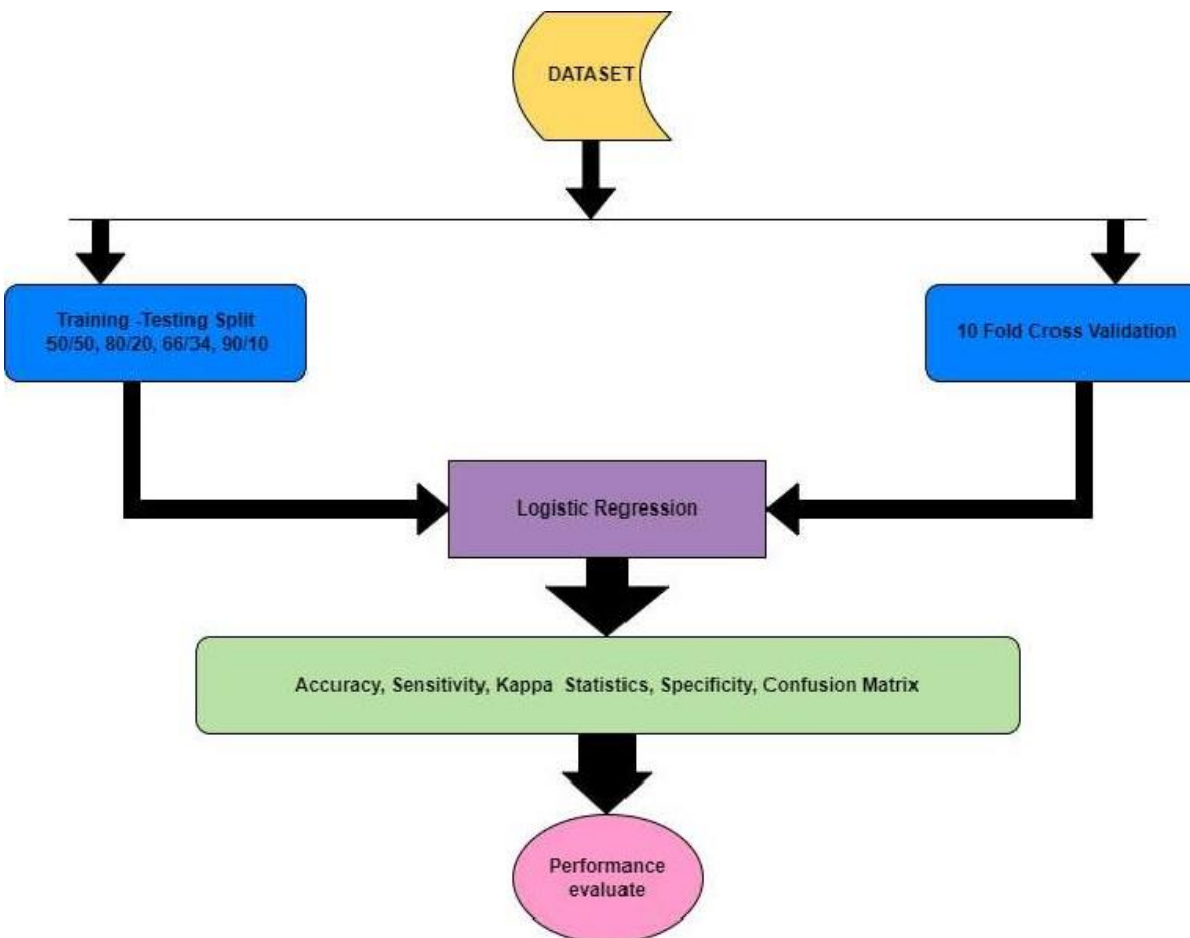 DATASET
Training -Testing Split
50/50, 80/20, 66/34, 90/10
10 Fold Cross Validation
Logistic Regression
Accuracy, Sensitivity, Kappa Statistics, Specificity, Confusion Matrix
Performance
evaluate